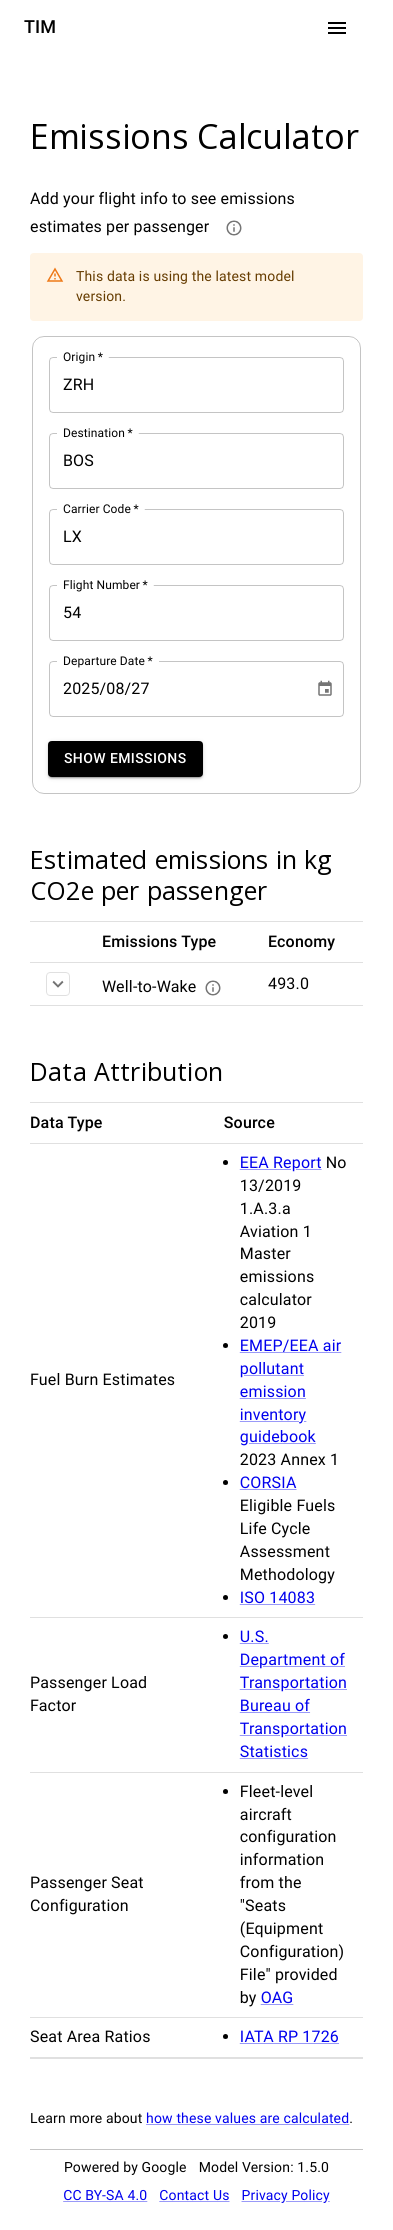 TIM
Emissions Calculator
Add your flight info to see emissions
estimates per passenger
This data is using the latest model
version.
Origin *
ZRH
Destination *
BOS
Carrier Code *
LX
Flight Number *
54
Departure Date *
2025/08/27
SHOW EMISSIONS
Estimated emissions in kg
CO2e per passenger
Emissions Type Economy
Well-to-Wake 493.0
Data Attribution
Data Type Source
Fuel Burn Estimates
• EEA Report No
13/2019
1.A.3.a
Aviation 1
Master
emissions
calculator
2019
• EMEP/EEA air
pollutant
emission
inventory
guidebook
2023 Annex 1
• CORSIA
Eligible Fuels
Life Cycle
Assessment
Methodology
• ISO 14083
Passenger Load
Factor
• U.S.
Department of
Transportation
Bureau of
Transportation
Statistics
Passenger Seat
Configuration
• Fleet-level
aircraft
configuration
information
from the
"Seats
(Equipment
Configuration)
File" provided
by OAG
Seat Area Ratios
• IATA RP 1726
Learn more about how these values are calculated.
Powered by Google Model Version: 1.5.0
CC BY-SA 4.0 Contact Us Privacy Policy